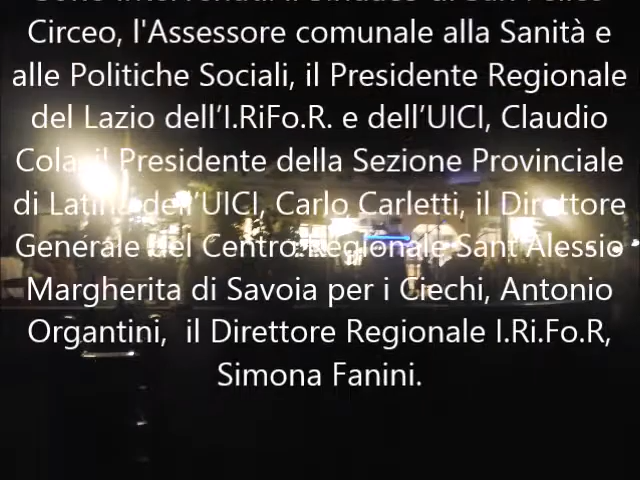 Circeo, l'Assessore comunale alla Sanità e
alle Politiche Sociali, il Presidente Regionale
del Lazio dell’I.RiFo.R. e dell’UICI, Claudio
Cola, il Presidente della Sezione Provinciale
di Latina dell’UICI, Carlo Carletti, il Direttore
Generale del Centro Regionale Sant'Alessio
Margherita di Savoia per i Ciechi, Antonio
Organtini, il Direttore Regionale I.Ri.Fo.R,
Simona Fanini.